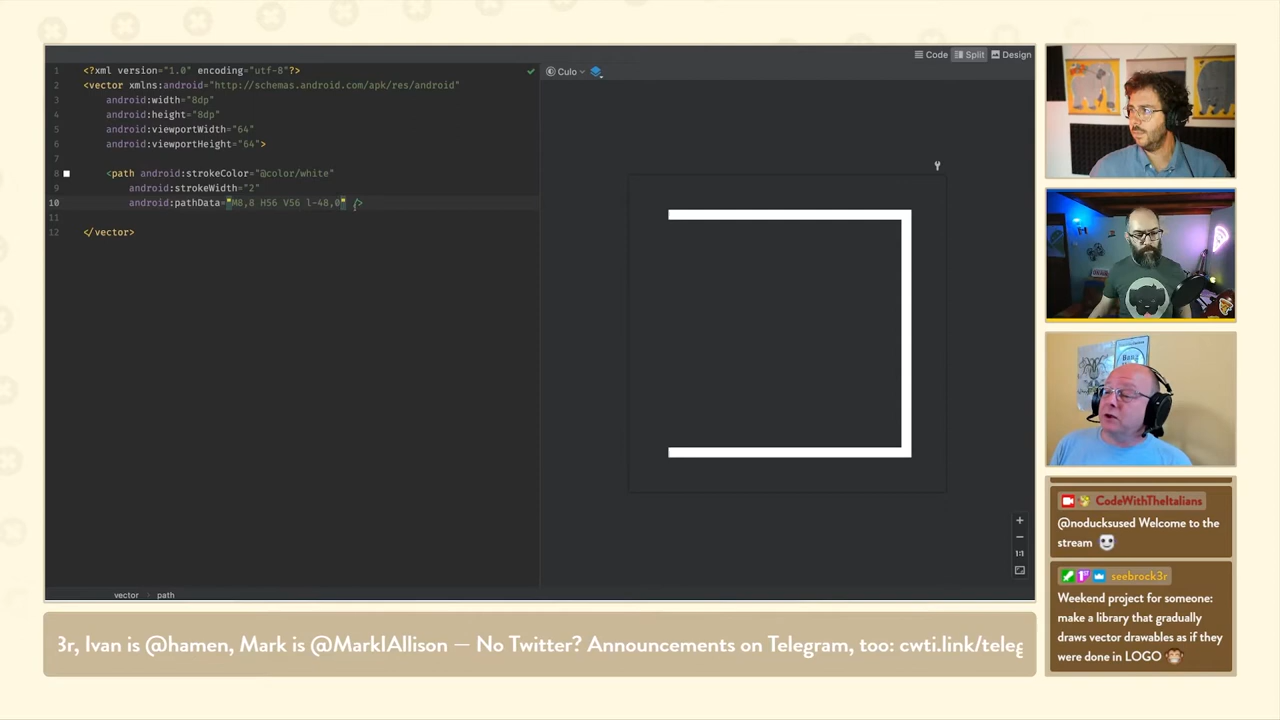 Code Split Design
1 <?xml version="1.0" encoding="utf-8"?>
2 <vector xmlns:android="http://schemas.android.com/apk/res/android"
3 android:width="8dp"
4 android:height="8dp"
5 android:viewportWidth="64"
6 android:viewportHeight="64">
7
8 <path android:strokeColor="@color/white"
9 android:strokeWidth="2"
10 android:pathData="M8,8 H56 V56 l-48,0" />
11
12 </vector>
Culo
1:1
vector › path
3r, Ivan is @hamen, Mark is @MarkIAllison — No Twitter? Announcements on Telegram, too: cwti.link/teleg
CodeWithTheItalians
@noducksused Welcome to the
stream
seebrock3r
Weekend project for someone:
make a library that gradually
draws vector drawables as if they
were done in LOGO